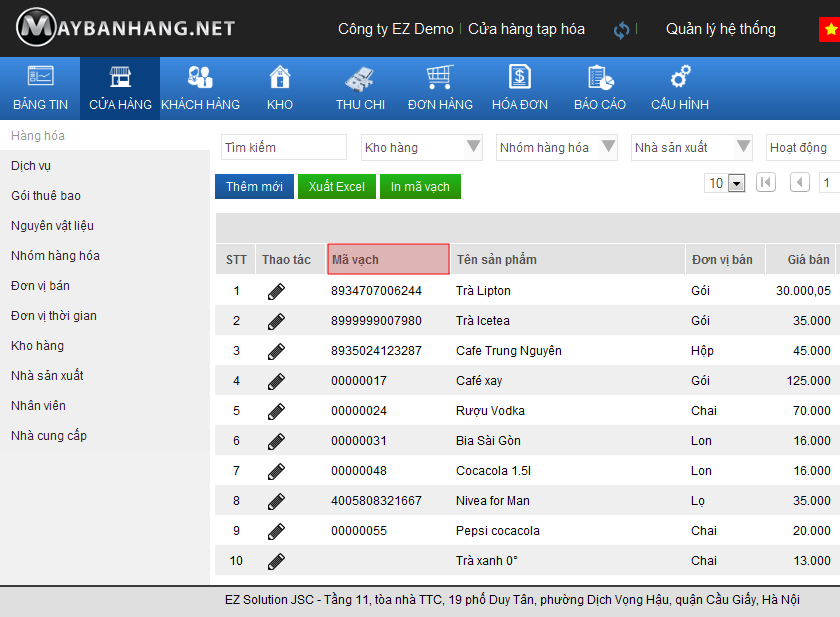 MAYBANHANG.NET
Công ty EZ Demo | Cửa hàng tạp hóa | Quản lý hệ thống
BẢNG TIN CỬA HÀNG KHÁCH HÀNG KHO THU CHI ĐƠN HÀNG HÓA ĐƠN BÁO CÁO CẤU HÌNH
Hàng hóa
Dịch vụ
Gói thuê bao
Nguyên vật liệu
Nhóm hàng hóa
Đơn vị bán
Đơn vị thời gian
Kho hàng
Nhà sản xuất
Nhân viên
Nhà cung cấp
Tìm kiếm Kho hàng Nhóm hàng hóa Nhà sản xuất Hoạt động
Thêm mới Xuất Excel In mã vạch 10 1
STT Thao tác Mã vạch Tên sản phẩm Đơn vị bán Giá bán
1 8934707006244 Trà Lipton Gói 30.000,05
2 8999999007980 Trà Icetea Gói 35.000
3 8935024123287 Cafe Trung Nguyên Hộp 45.000
4 00000017 Café xay Gói 125.000
5 00000024 Rượu Vodka Chai 70.000
6 00000031 Bia Sài Gòn Lon 16.000
7 00000048 Cocacola 1.5l Lon 16.000
8 4005808321667 Nivea for Man Lọ 35.000
9 00000055 Pepsi cocacola Chai 20.000
10 Trà xanh 0° Chai 13.000
EZ Solution JSC - Tầng 11, tòa nhà TTC, 19 phố Duy Tân, phường Dịch Vọng Hậu, quận Cầu Giấy, Hà Nội